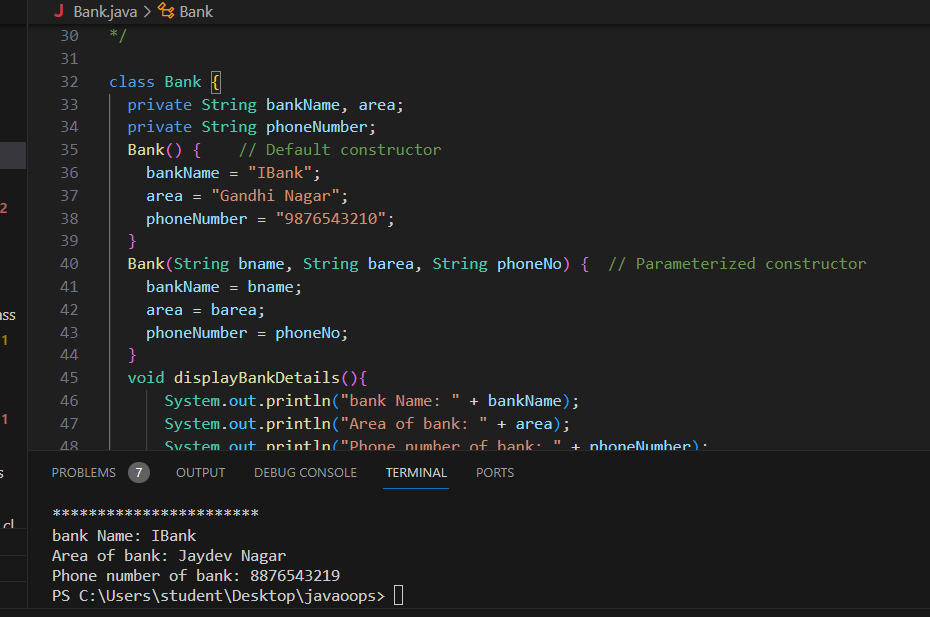 Bank.java > Bank
30 */
31
32 class Bank {
33 private String bankName, area;
34 private String phoneNumber;
35 Bank() { // Default constructor
36 bankName = "IBank";
37 area = "Gandhi Nagar";
38 phoneNumber = "9876543210";
39 }
40 Bank(String bname, String barea, String phoneNo) { // Parameterized constructor
41 bankName = bname;
42 area = barea;
43 phoneNumber = phoneNo;
44 }
45 void displayBankDetails(){
46 System.out.println("bank Name: " + bankName);
47 System.out.println("Area of bank: " + area);
48 System.out.println("Phone number of bank: " + phoneNumber);
2
ass
1
1
s
.cl
PROBLEMS 7 OUTPUT DEBUG CONSOLE TERMINAL PORTS
***********************
bank Name: IBank
Area of bank: Jaydev Nagar
Phone number of bank: 8876543219
PS C:\Users\student\Desktop\javaoops>